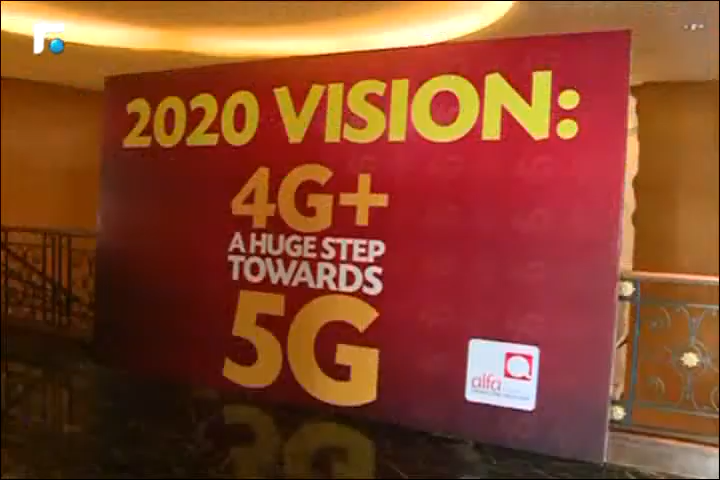 2020 VISION:
4G+
A HUGE STEP
TOWARDS
5G
alfa